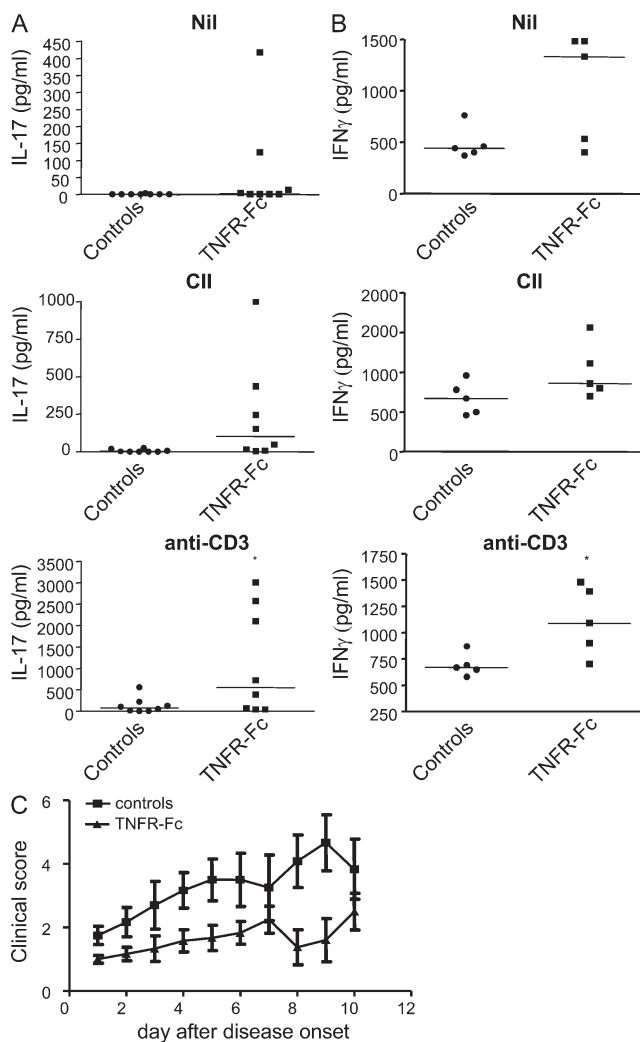 A
Nil
IL-17 (pg/ml)
450
400
350
300
250
200
150
100
50
0
Controls
TNFR-Fc
B
Nil
IFNγ (pg/ml)
1500
1000
500
0
Controls
TNFR-Fc
CII
IL-17 (pg/ml)
1000
750
500
250
0
Controls
TNFR-Fc
CII
IFNγ (pg/ml)
2000
2000
1000
500
0
Controls
TNFR-Fc
anti-CD3
IL-17 (pg/ml)
3500
3000
2500
2000
1500
1000
500
0
*
Controls
TNFR-Fc
anti-CD3
IFNγ (pg/ml)
1750
1500
1250
1000
750
500
250
*
Controls
TNFR-Fc
C
controls
TNFR-Fc
Clinical score
6
4
2
0
0 2 4 6 8 10 12
day after disease onset